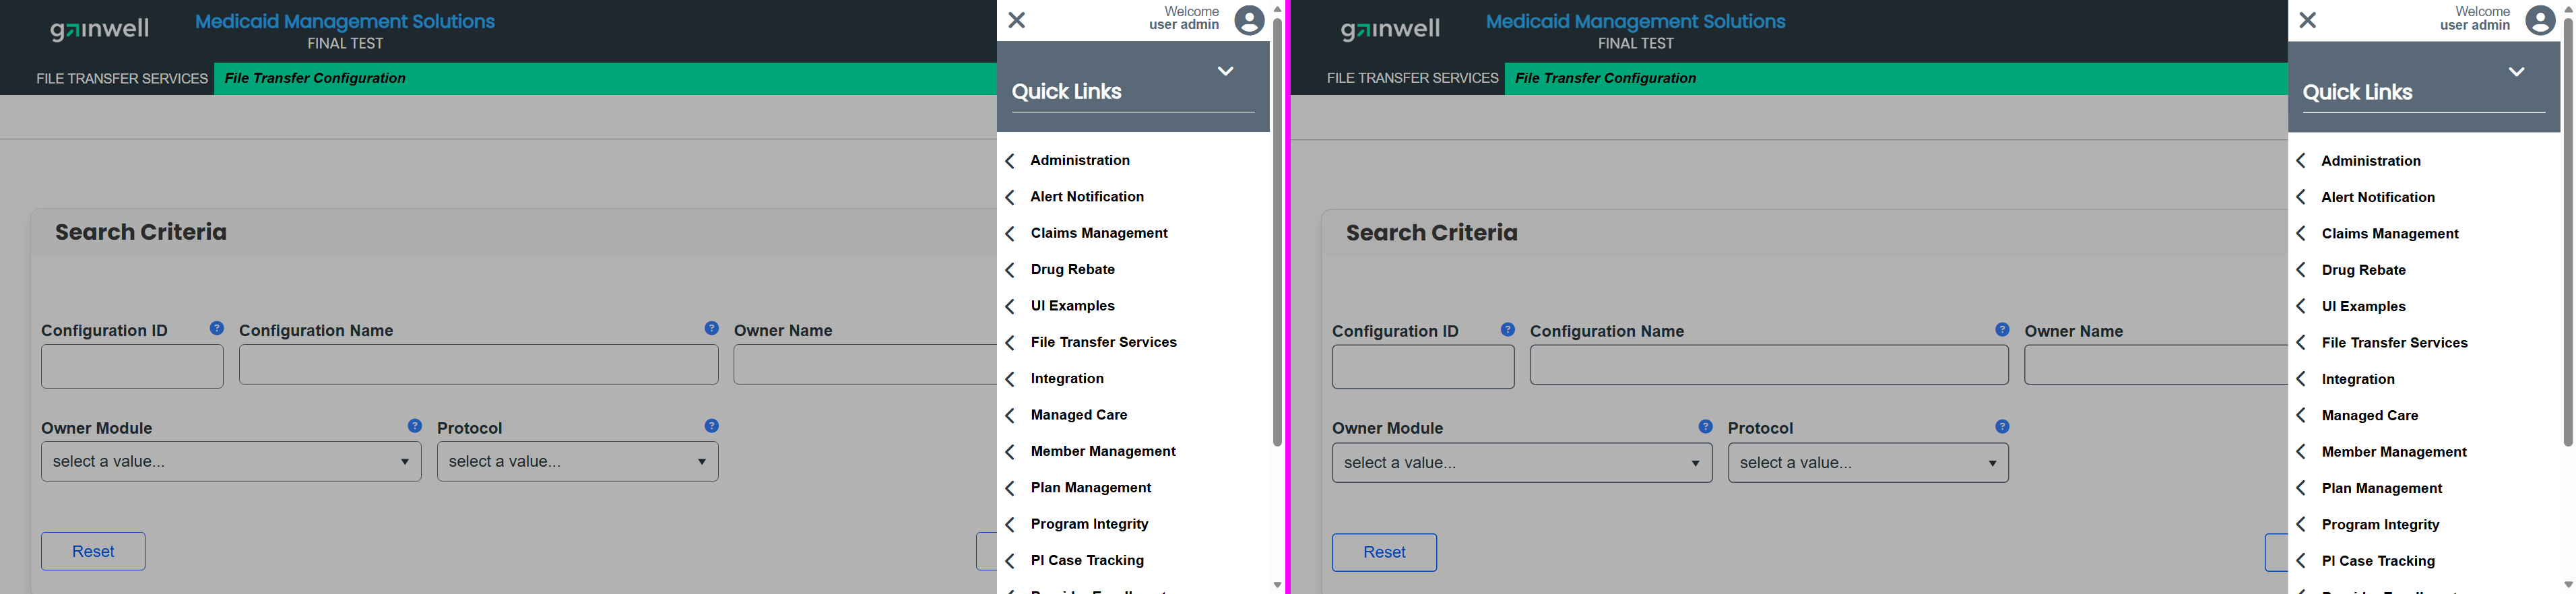 gainwell
Medicaid Management Solutions
FINAL TEST
FILE TRANSFER SERVICES
File Transfer Configuration
Search Criteria
Configuration ID
Configuration Name
Owner Name
Owner Module
Protocol
select a value...
select a value...
Reset
Welcome
user admin
Quick Links
Administration
Alert Notification
Claims Management
Drug Rebate
UI Examples
File Transfer Services
Integration
Managed Care
Member Management
Plan Management
Program Integrity
PI Case Tracking
gainwell
Medicaid Management Solutions
FINAL TEST
FILE TRANSFER SERVICES
File Transfer Configuration
Search Criteria
Configuration ID
Configuration Name
Owner Name
Owner Module
Protocol
select a value...
select a value...
Reset
Welcome
user admin
Quick Links
Administration
Alert Notification
Claims Management
Drug Rebate
UI Examples
File Transfer Services
Integration
Managed Care
Member Management
Plan Management
Program Integrity
PI Case Tracking